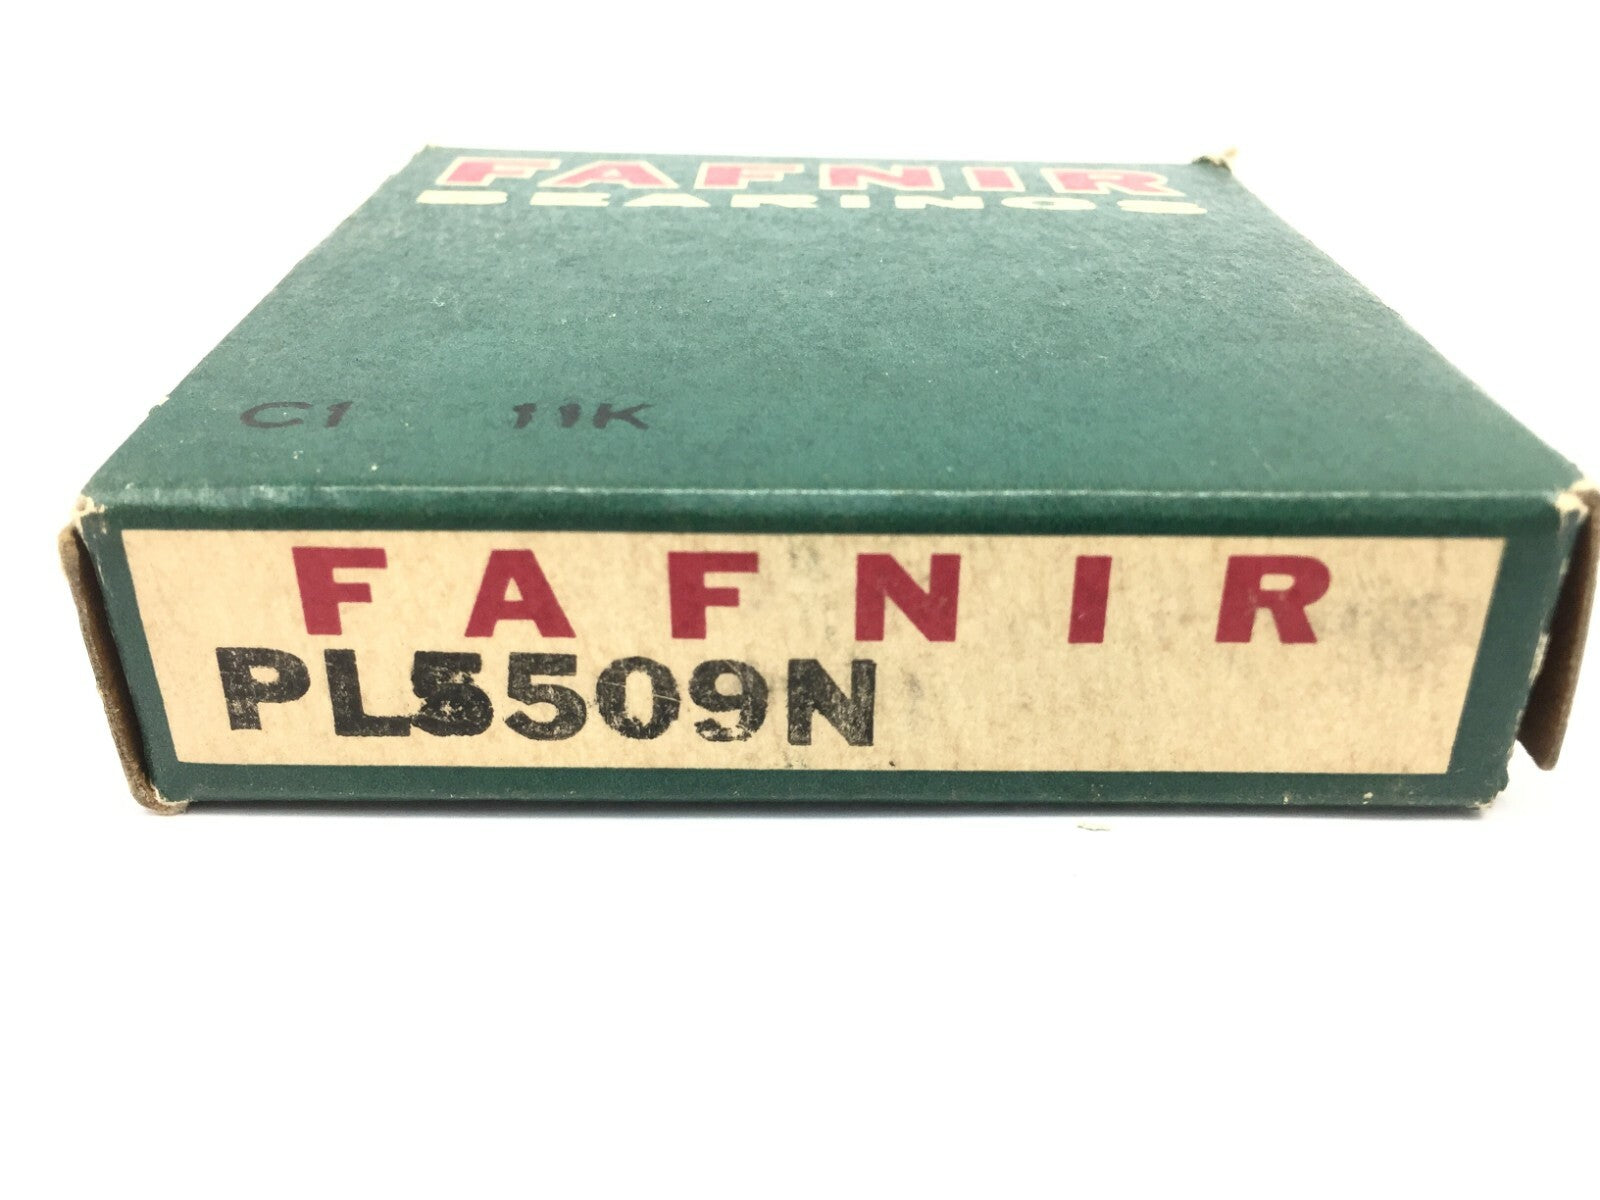 FAFNIR
BEARINGS
C1 11K
FAFNIR
PL5509N